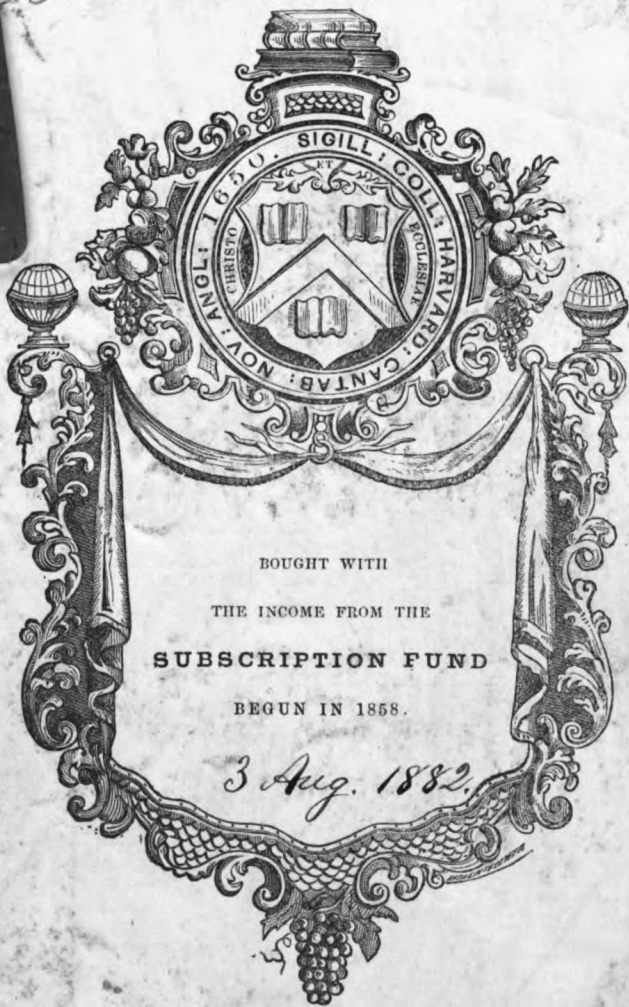 1650. SIGILL: COLL: HARVARD: CANTAB: NOV: ANGL:
CHRISTO ET ECCLESIAE
BOUGHT WITH
THE INCOME FROM THE
SUBSCRIPTION FUND
BEGUN IN 1858.
3 Aug. 1882.